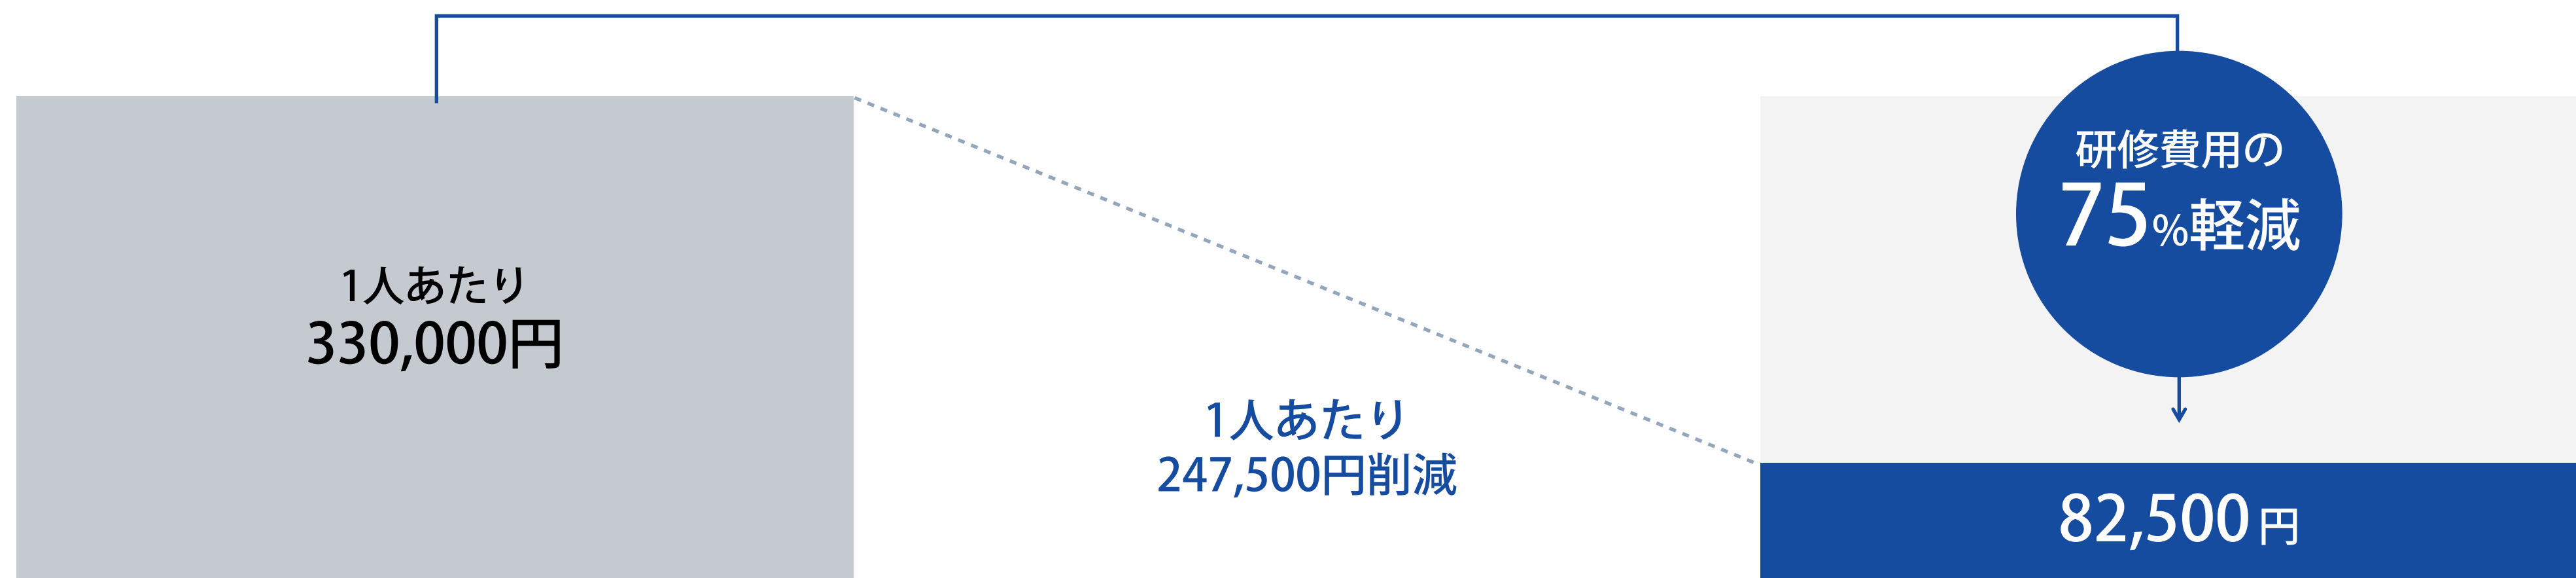 1人あたり
330,000円
1人あたり
247,500円削減
研修費用の
75%軽減
82,500円